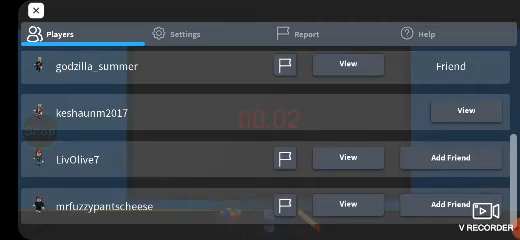 Players Settings Report Help
godzilla_summer View Friend
keshaunm2017 View
00 02
Shop
LivOlive7 View Add Friend
mrfuzzypantscheese View Add Friend
V RECORDER